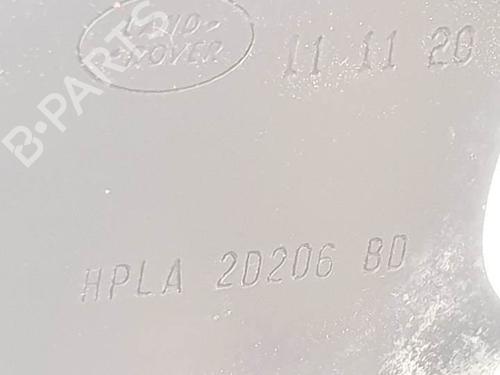 LAND-
ROVER
11 11 20
HPLA 2D206 BD
B-PARTS